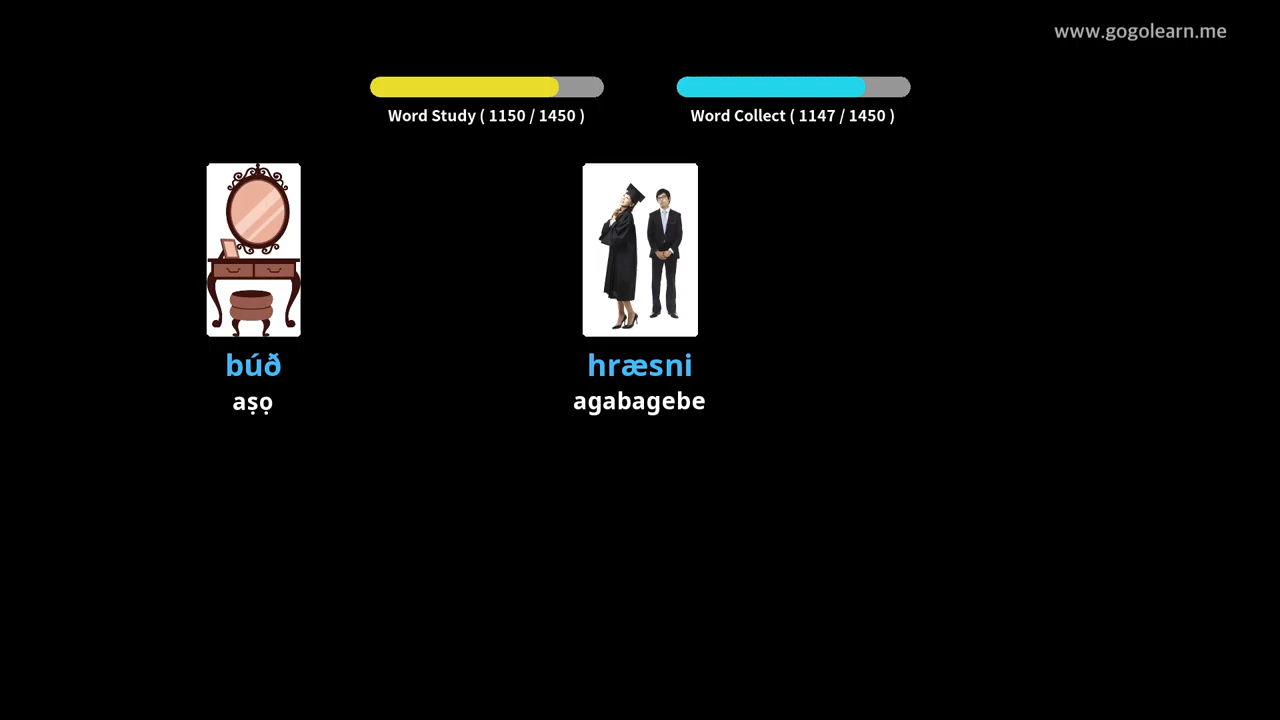 www.gogolearn.me
Word Study ( 1150 / 1450 )
Word Collect ( 1147 / 1450 )
búð
aṣọ
hræsni
agabagebe